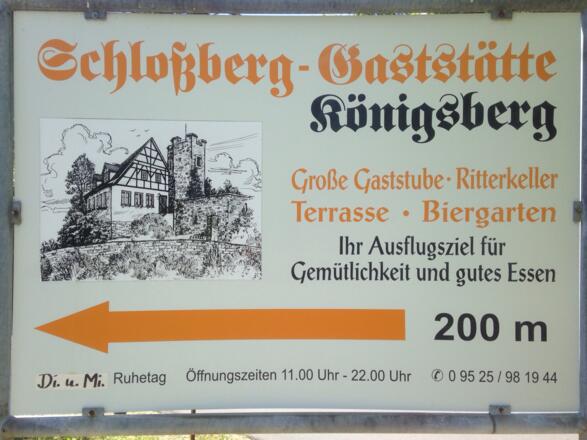 Schloßberg-Gaststätte
Königsberg
Große Gaststube · Ritterkeller
Terrasse · Biergarten
Ihr Ausflugsziel für
Gemütlichkeit und gutes Essen
200 m
Di. u. Mi. Ruhetag Öffnungszeiten 11.00 Uhr - 22.00 Uhr ✆ 0 95 25 / 98 19 44